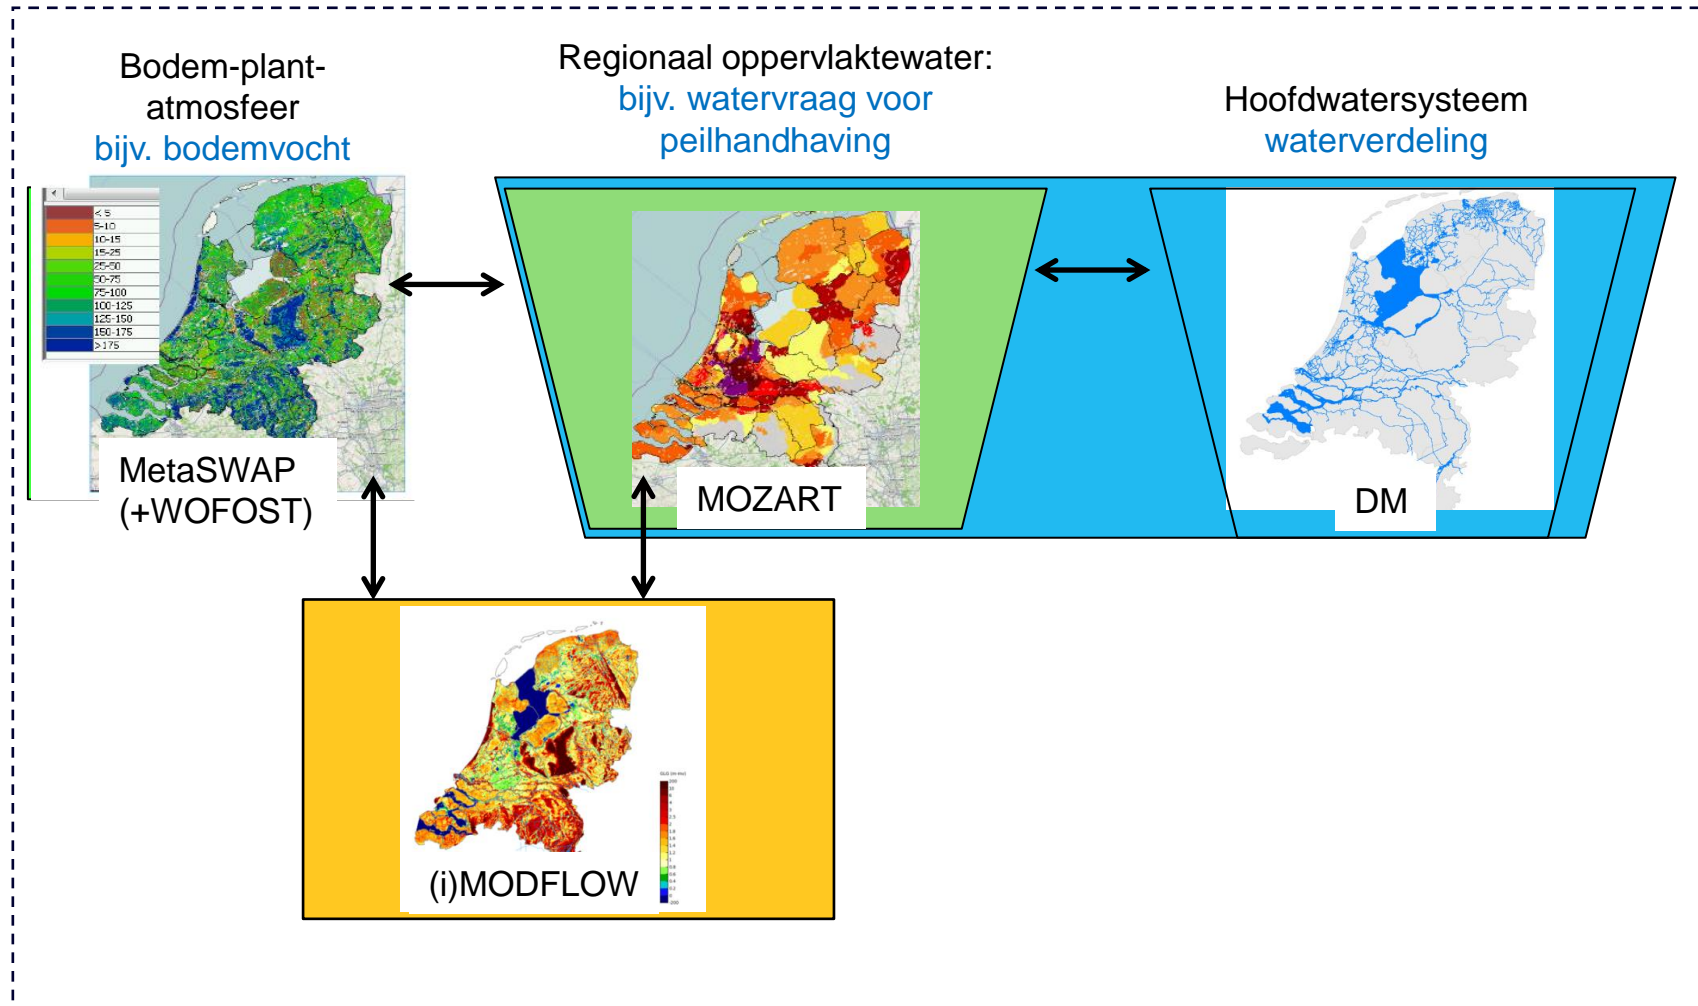 Bodem-plant-
atmosfeer
bijv. bodemvocht
Regionaal oppervlaktewater:
bijv. watervraag voor
peilhandhaving
Hoofdwatersysteem
waterverdeling
< 5
5-10
10-15
15-25
25-50
50-75
75-100
100-125
125-150
150-175
>175
MetaSWAP
(+WOFOST)
MOZART
DM
(i)MODFLOW